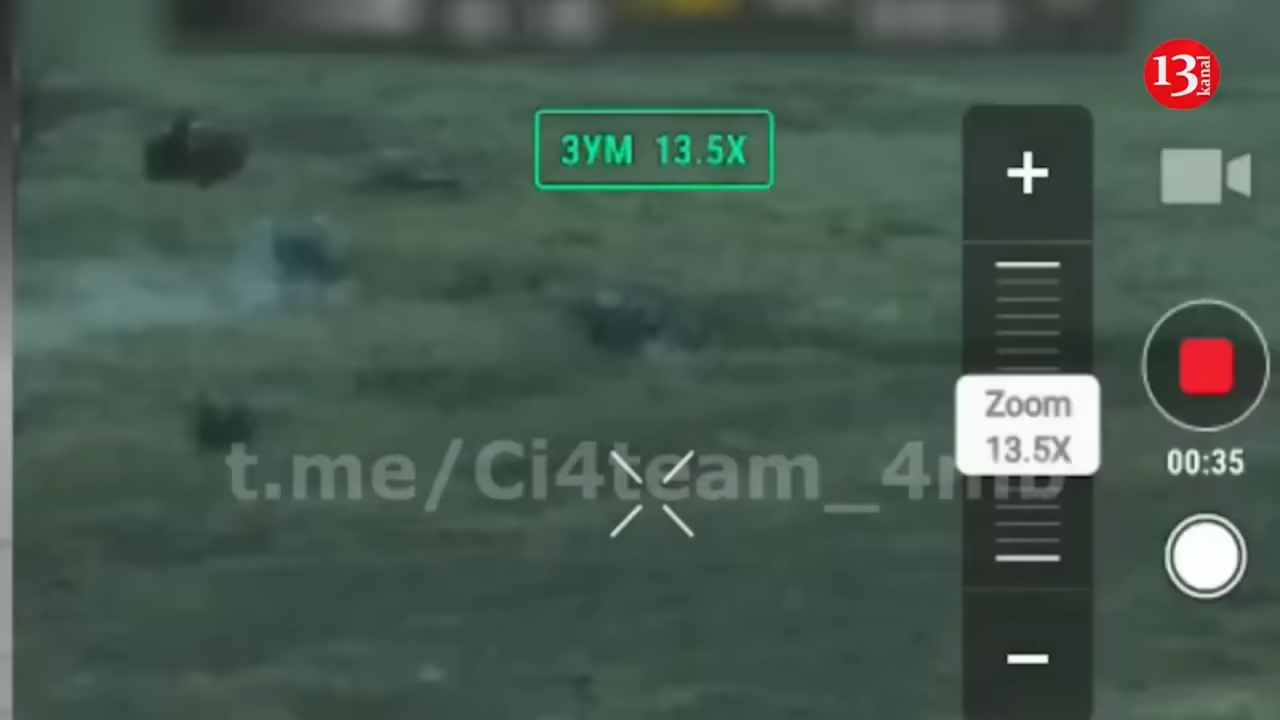 13 kanal
ЗУМ 13.5X
Zoom
13.5X
00:35
t.me/Ci4team_4mb